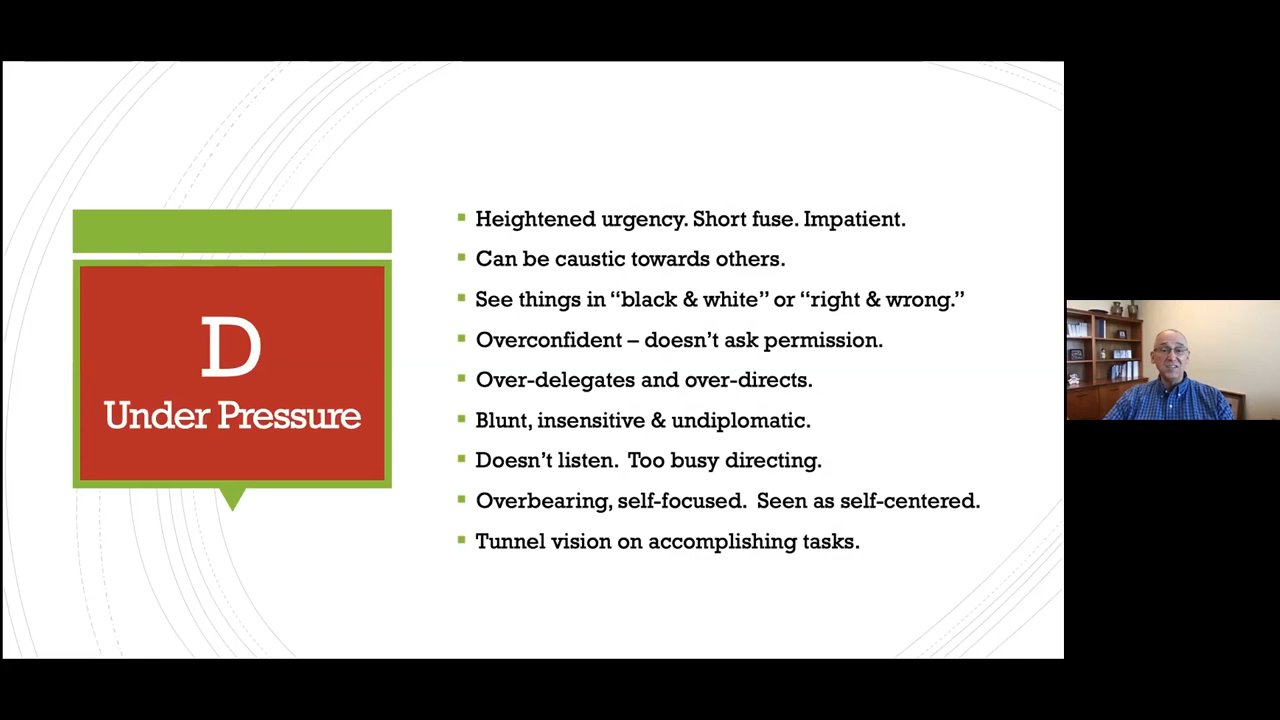 D
Under Pressure
Heightened urgency. Short fuse. Impatient.
Can be caustic towards others.
See things in “black & white” or “right & wrong.”
Overconfident – doesn’t ask permission.
Over-delegates and over-directs.
Blunt, insensitive & undiplomatic.
Doesn’t listen.  Too busy directing.
Overbearing, self-focused.  Seen as self-centered.
Tunnel vision on accomplishing tasks.